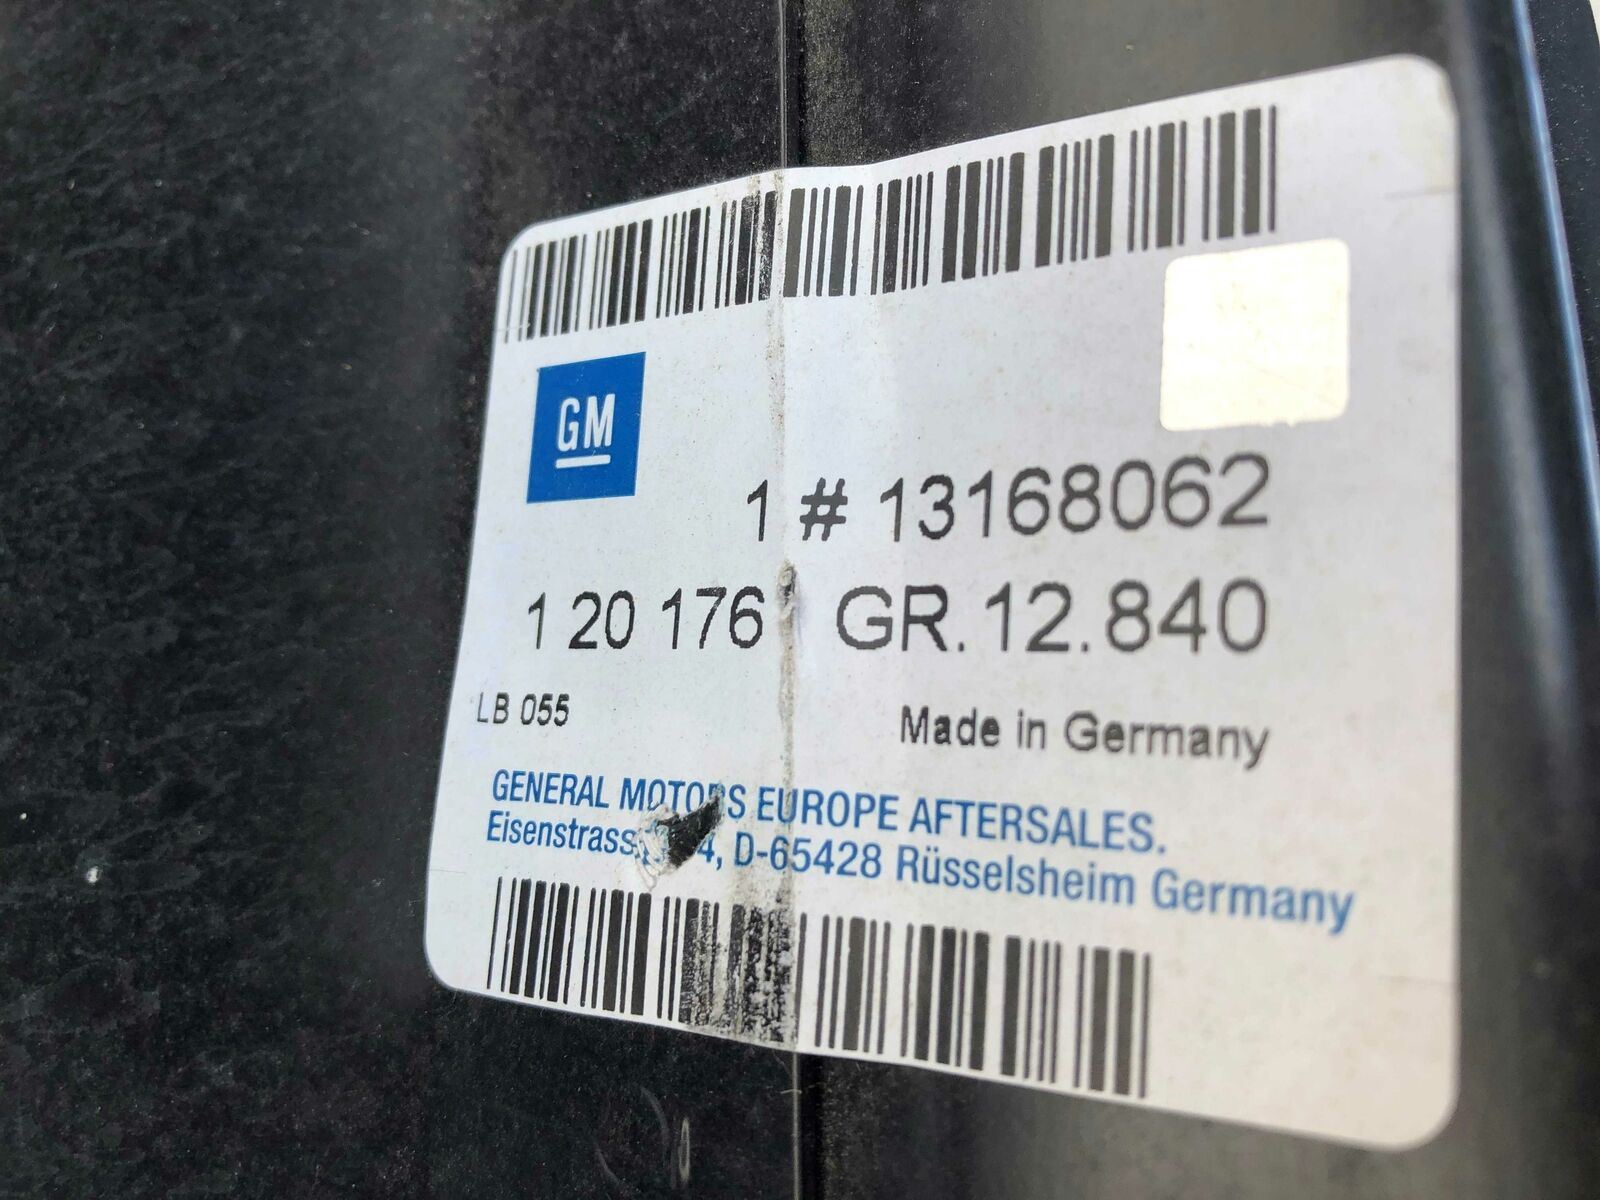 GM
1 # 13168062
1 20 176 GR. 12.840
LB 055
Made in Germany
GENERAL MOTORS EUROPE AFTERSALES.
D-65428 Rüsselsheim Germany